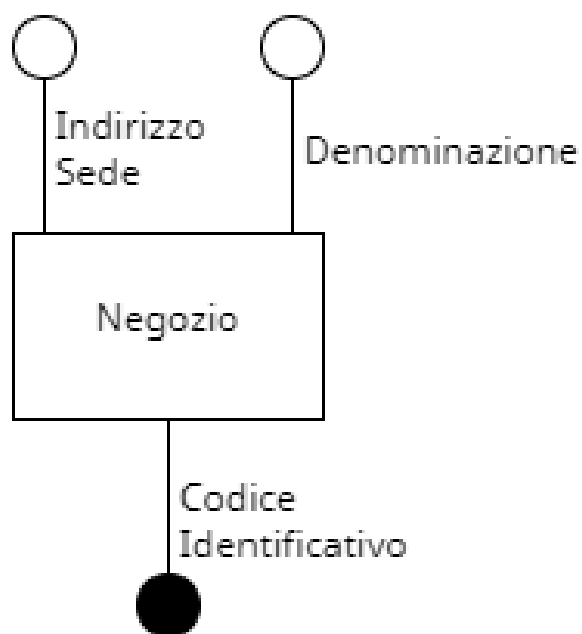 Indirizzo
Sede
Denominazione
Negozio
Codice
Identificativo